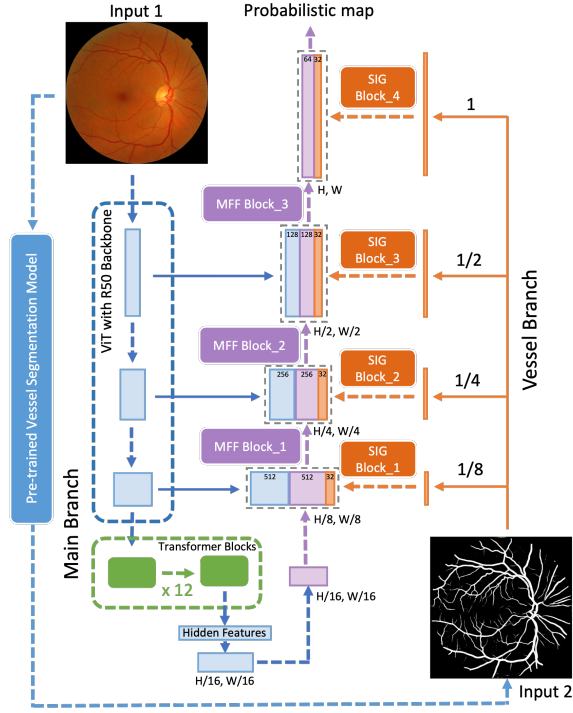 Input 1
Probabilistic map
64 32
SIG
Block_4
1
H, W
MFF Block_3
ViT with R50 Backbone
128 128 32
SIG
Block_3
1/2
H/2, W/2
MFF Block_2
Pre-trained Vessel Segmentation Model
Vessel Branch
256 256 32
SIG
Block_2
1/4
H/4, W/4
MFF Block_1
SIG
Block_1
1/8
512 512 32
H/8, W/8
Main Branch
Transformer Blocks
x 12
H/16, W/16
Hidden Features
H/16, W/16
Input 2